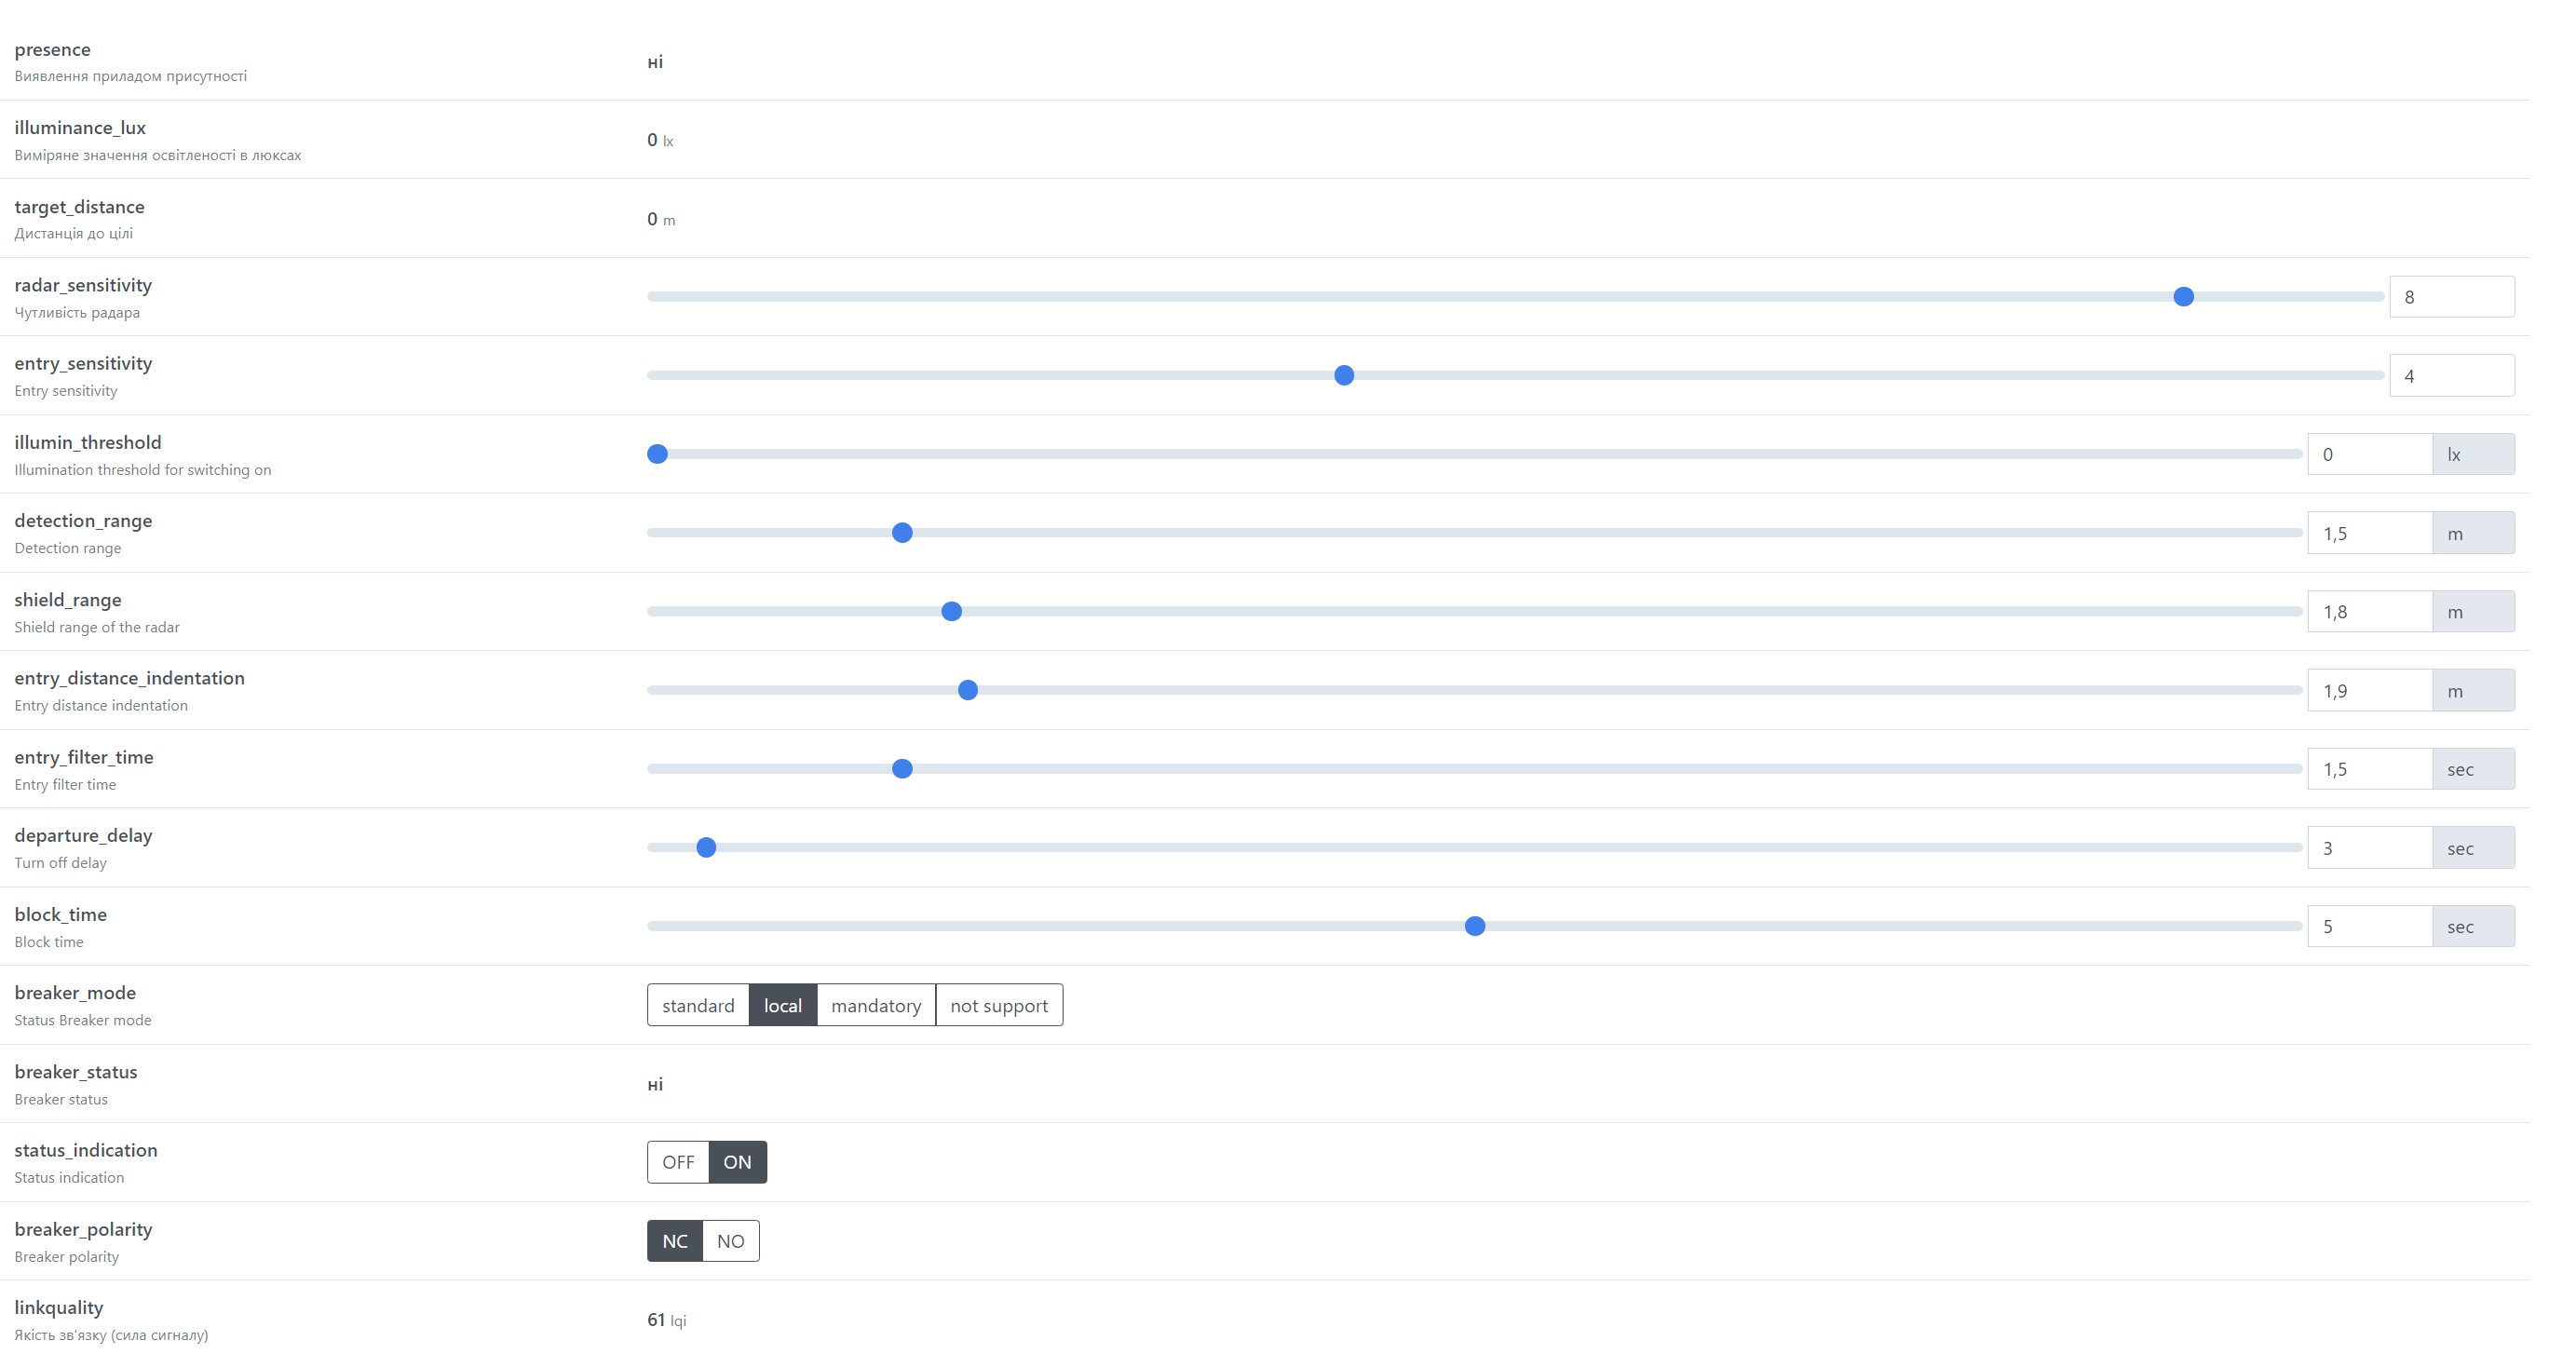 presence
ні
Виявлення приладом присутності
illuminance_lux
0 lx
Виміряне значення освітленості в люксах
target_distance
0 m
Дистанція до цілі
radar_sensitivity
8
Чутливість радара
entry_sensitivity
4
Entry sensitivity
illumin_threshold
0 lx
Illumination threshold for switching on
detection_range
1,5 m
Detection range
shield_range
1,8 m
Shield range of the radar
entry_distance_indentation
1,9 m
Entry distance indentation
entry_filter_time
1,5 sec
Entry filter time
departure_delay
3 sec
Turn off delay
block_time
5 sec
Block time
breaker_mode
standard local mandatory not support
Status Breaker mode
breaker_status
ні
Breaker status
status_indication
OFF ON
Status indication
breaker_polarity
NC NO
Breaker polarity
linkquality
61 lqi
Якість зв'язку (сила сигналу)